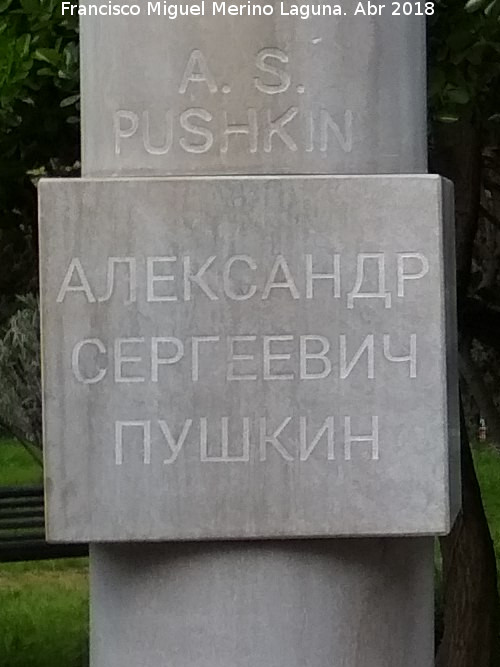 Francisco Miguel Merino Laguna. Abr 2018
A. S.
PUSHKIN
АЛЕКСАНДР
СЕРГЕЕВИЧ
ПУШКИН